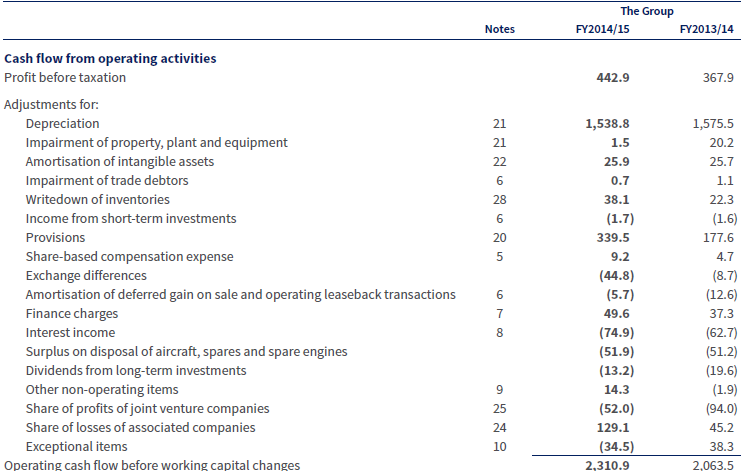 The Group
Notes FY2014/15 FY2013/14
Cash flow from operating activities
Profit before taxation 442.9 367.9
Adjustments for:
Depreciation 21 1,538.8 1,575.5
Impairment of property, plant and equipment 21 1.5 20.2
Amortisation of intangible assets 22 25.9 25.7
Impairment of trade debtors 6 0.7 1.1
Writedown of inventories 28 38.1 22.3
Income from short-term investments 6 (1.7) (1.6)
Provisions 20 339.5 177.6
Share-based compensation expense 5 9.2 4.7
Exchange differences (44.8) (8.7)
Amortisation of deferred gain on sale and operating leaseback transactions 6 (5.7) (12.6)
Finance charges 7 49.6 37.3
Interest income 8 (74.9) (62.7)
Surplus on disposal of aircraft, spares and spare engines (51.9) (51.2)
Dividends from long-term investments (13.2) (19.6)
Other non-operating items 9 14.3 (1.9)
Share of profits of joint venture companies 25 (52.0) (94.0)
Share of losses of associated companies 24 129.1 45.2
Exceptional items 10 (34.5) 38.3
Operating cash flow before working capital changes 2,310.9 2,063.5